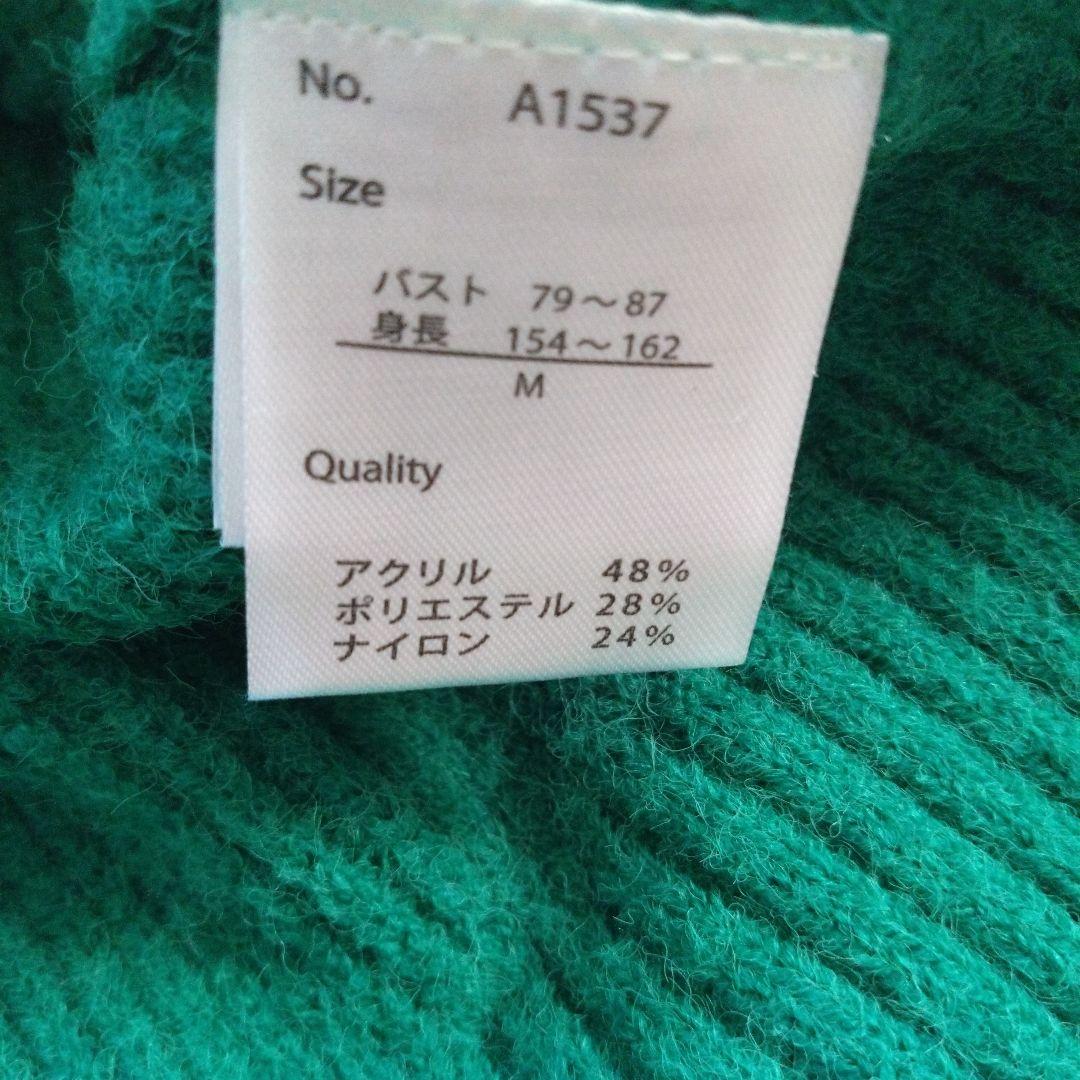 No. A1537
Size
バスト 79～87
身長 154～162
M
Quality
アクリル 48%
ポリエステル 28%
ナイロン 24%